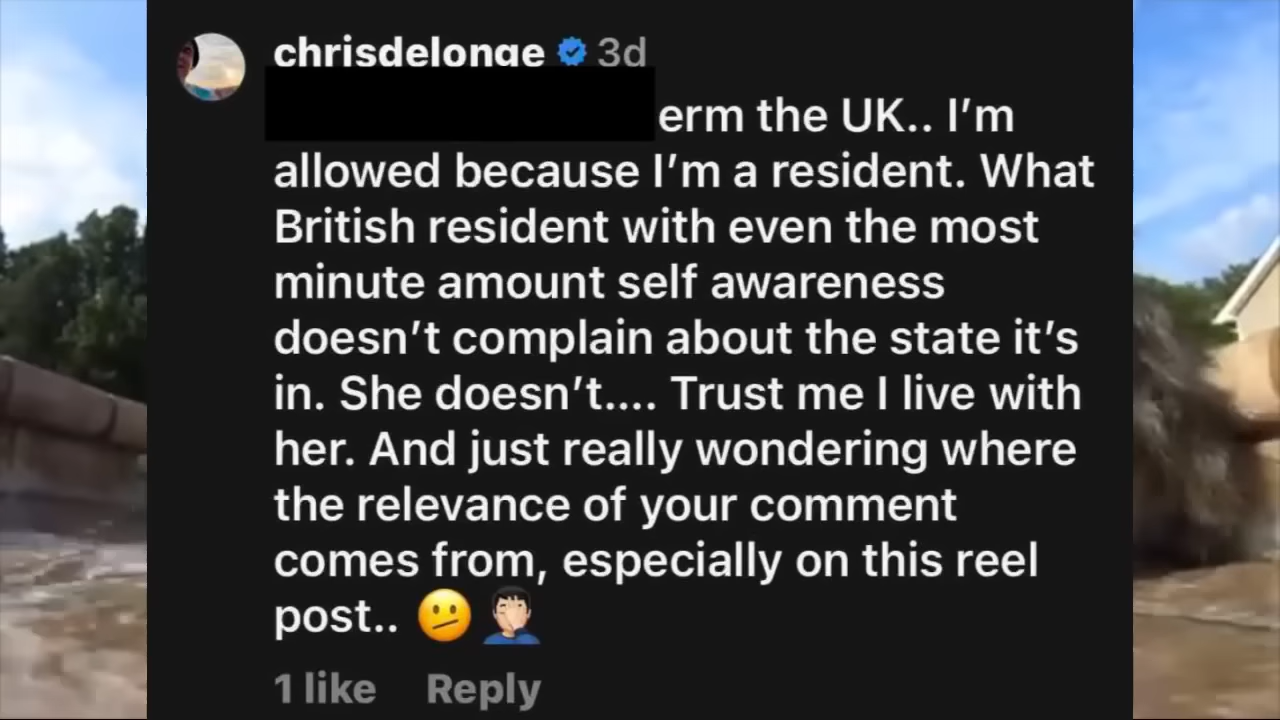 chrisdelonge 3d
erm the UK.. I’m
allowed because I’m a resident. What
British resident with even the most
minute amount self awareness
doesn’t complain about the state it’s
in. She doesn’t.... Trust me I live with
her. And just really wondering where
the relevance of your comment
comes from, especially on this reel
post.. 🫤 🤦🏻‍♂️
1 like Reply